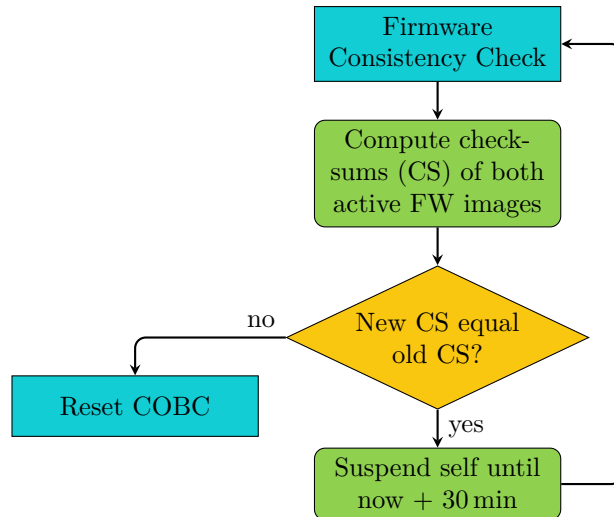 Firmware
Consistency Check
Compute check-
sums (CS) of both
active FW images
New CS equal
old CS?
no
Reset COBC
yes
Suspend self until
now + 30 min